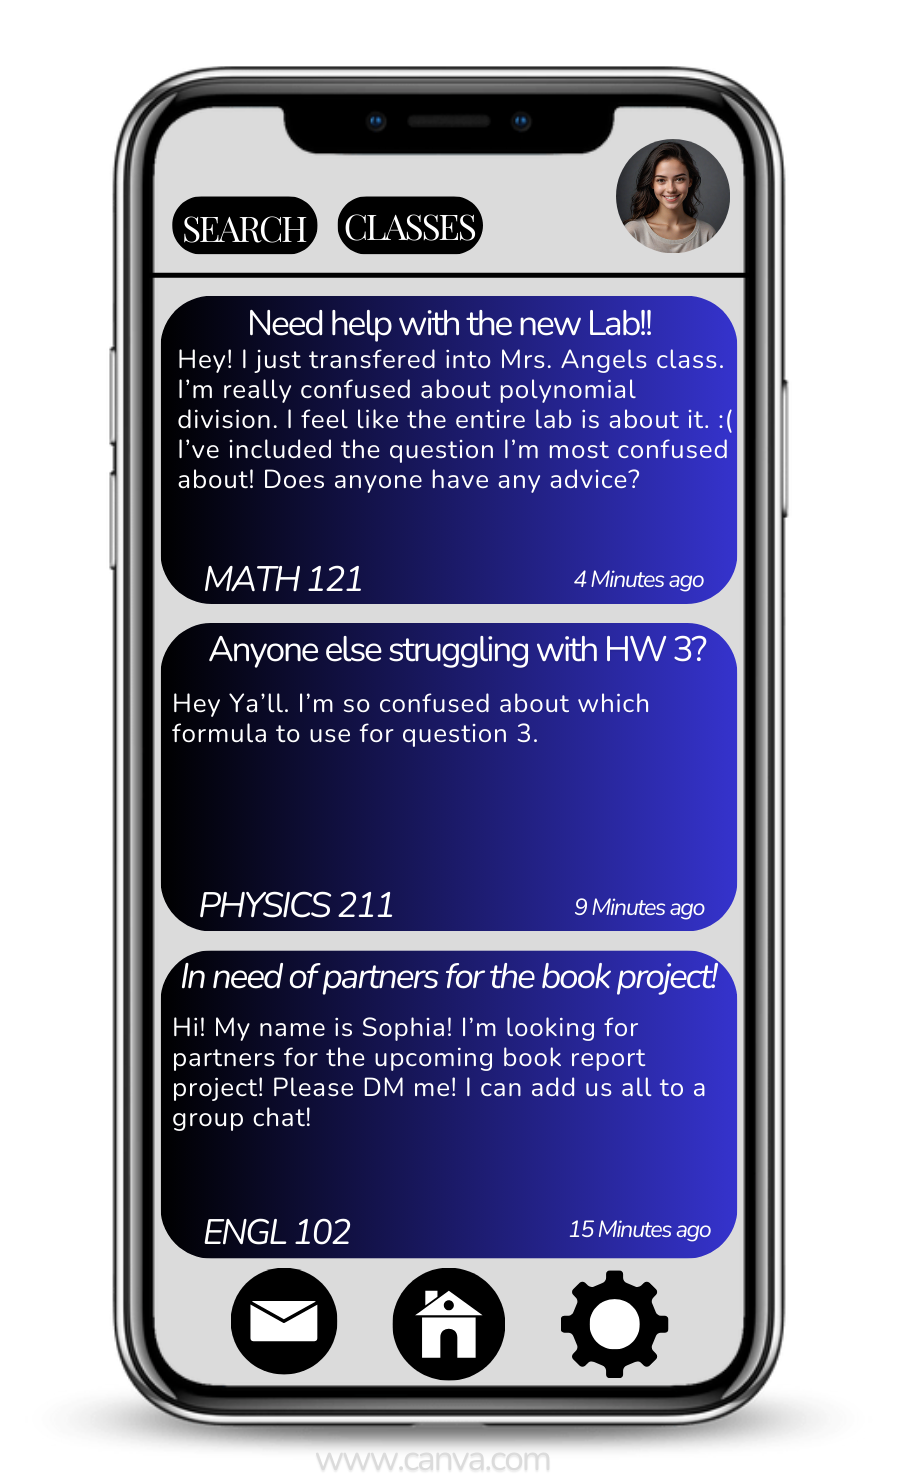 SEARCH CLASSES
Need help with the new Lab!!
Hey! I just transfered into Mrs. Angels class.
I'm really confused about polynomial
division. I feel like the entire lab is about it. :(
I've included the question I'm most confused
about! Does anyone have any advice?
MATH 121 4 Minutes ago
Anyone else struggling with HW 3?
Hey Ya'll. I'm so confused about which
formula to use for question 3.
PHYSICS 211 9 Minutes ago
In need of partners for the book project!
Hi! My name is Sophia! I'm looking for
partners for the upcoming book report
project! Please DM me! I can add us all to a
group chat!
ENGL 102 15 Minutes ago
www.canva.com